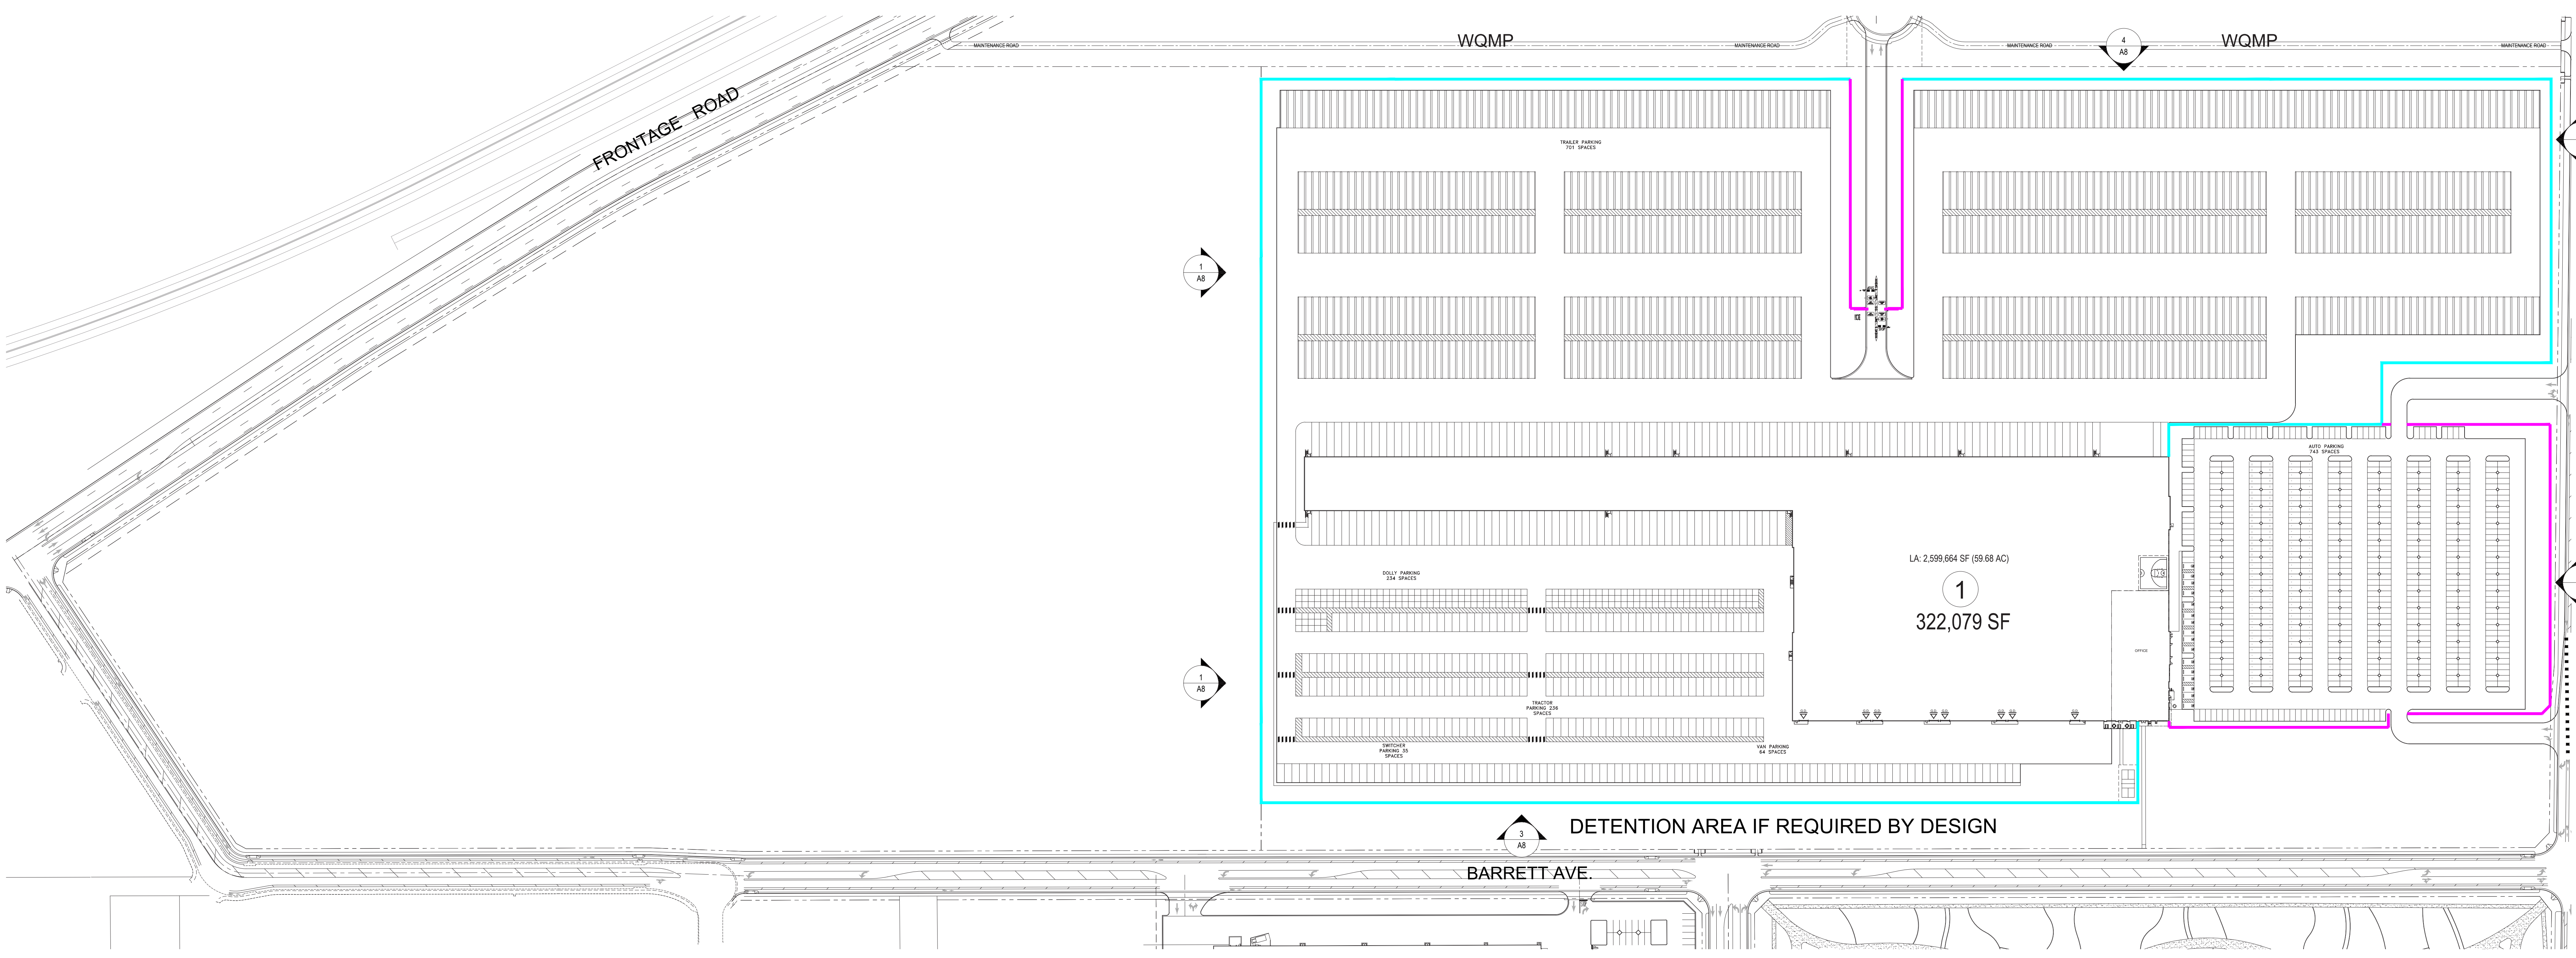 WQMP
WQMP
MAINTENANCE ROAD
MAINTENANCE ROAD
MAINTENANCE ROAD
MAINTENANCE ROAD
4
A8
FRONTAGE ROAD
TRAILER PARKING
701 SPACES
1
A8
AUTO PARKING
743 SPACES
LA: 2,599,664 SF (59.68 AC)
1
322,079 SF
DOLLY PARKING
234 SPACES
OFFICE
1
A8
TRACTOR
PARKING 236
SPACES
SWITCHER
PARKING 35
SPACES
VAN PARKING
64 SPACES
3
A8
DETENTION AREA IF REQUIRED BY DESIGN
BARRETT AVE.